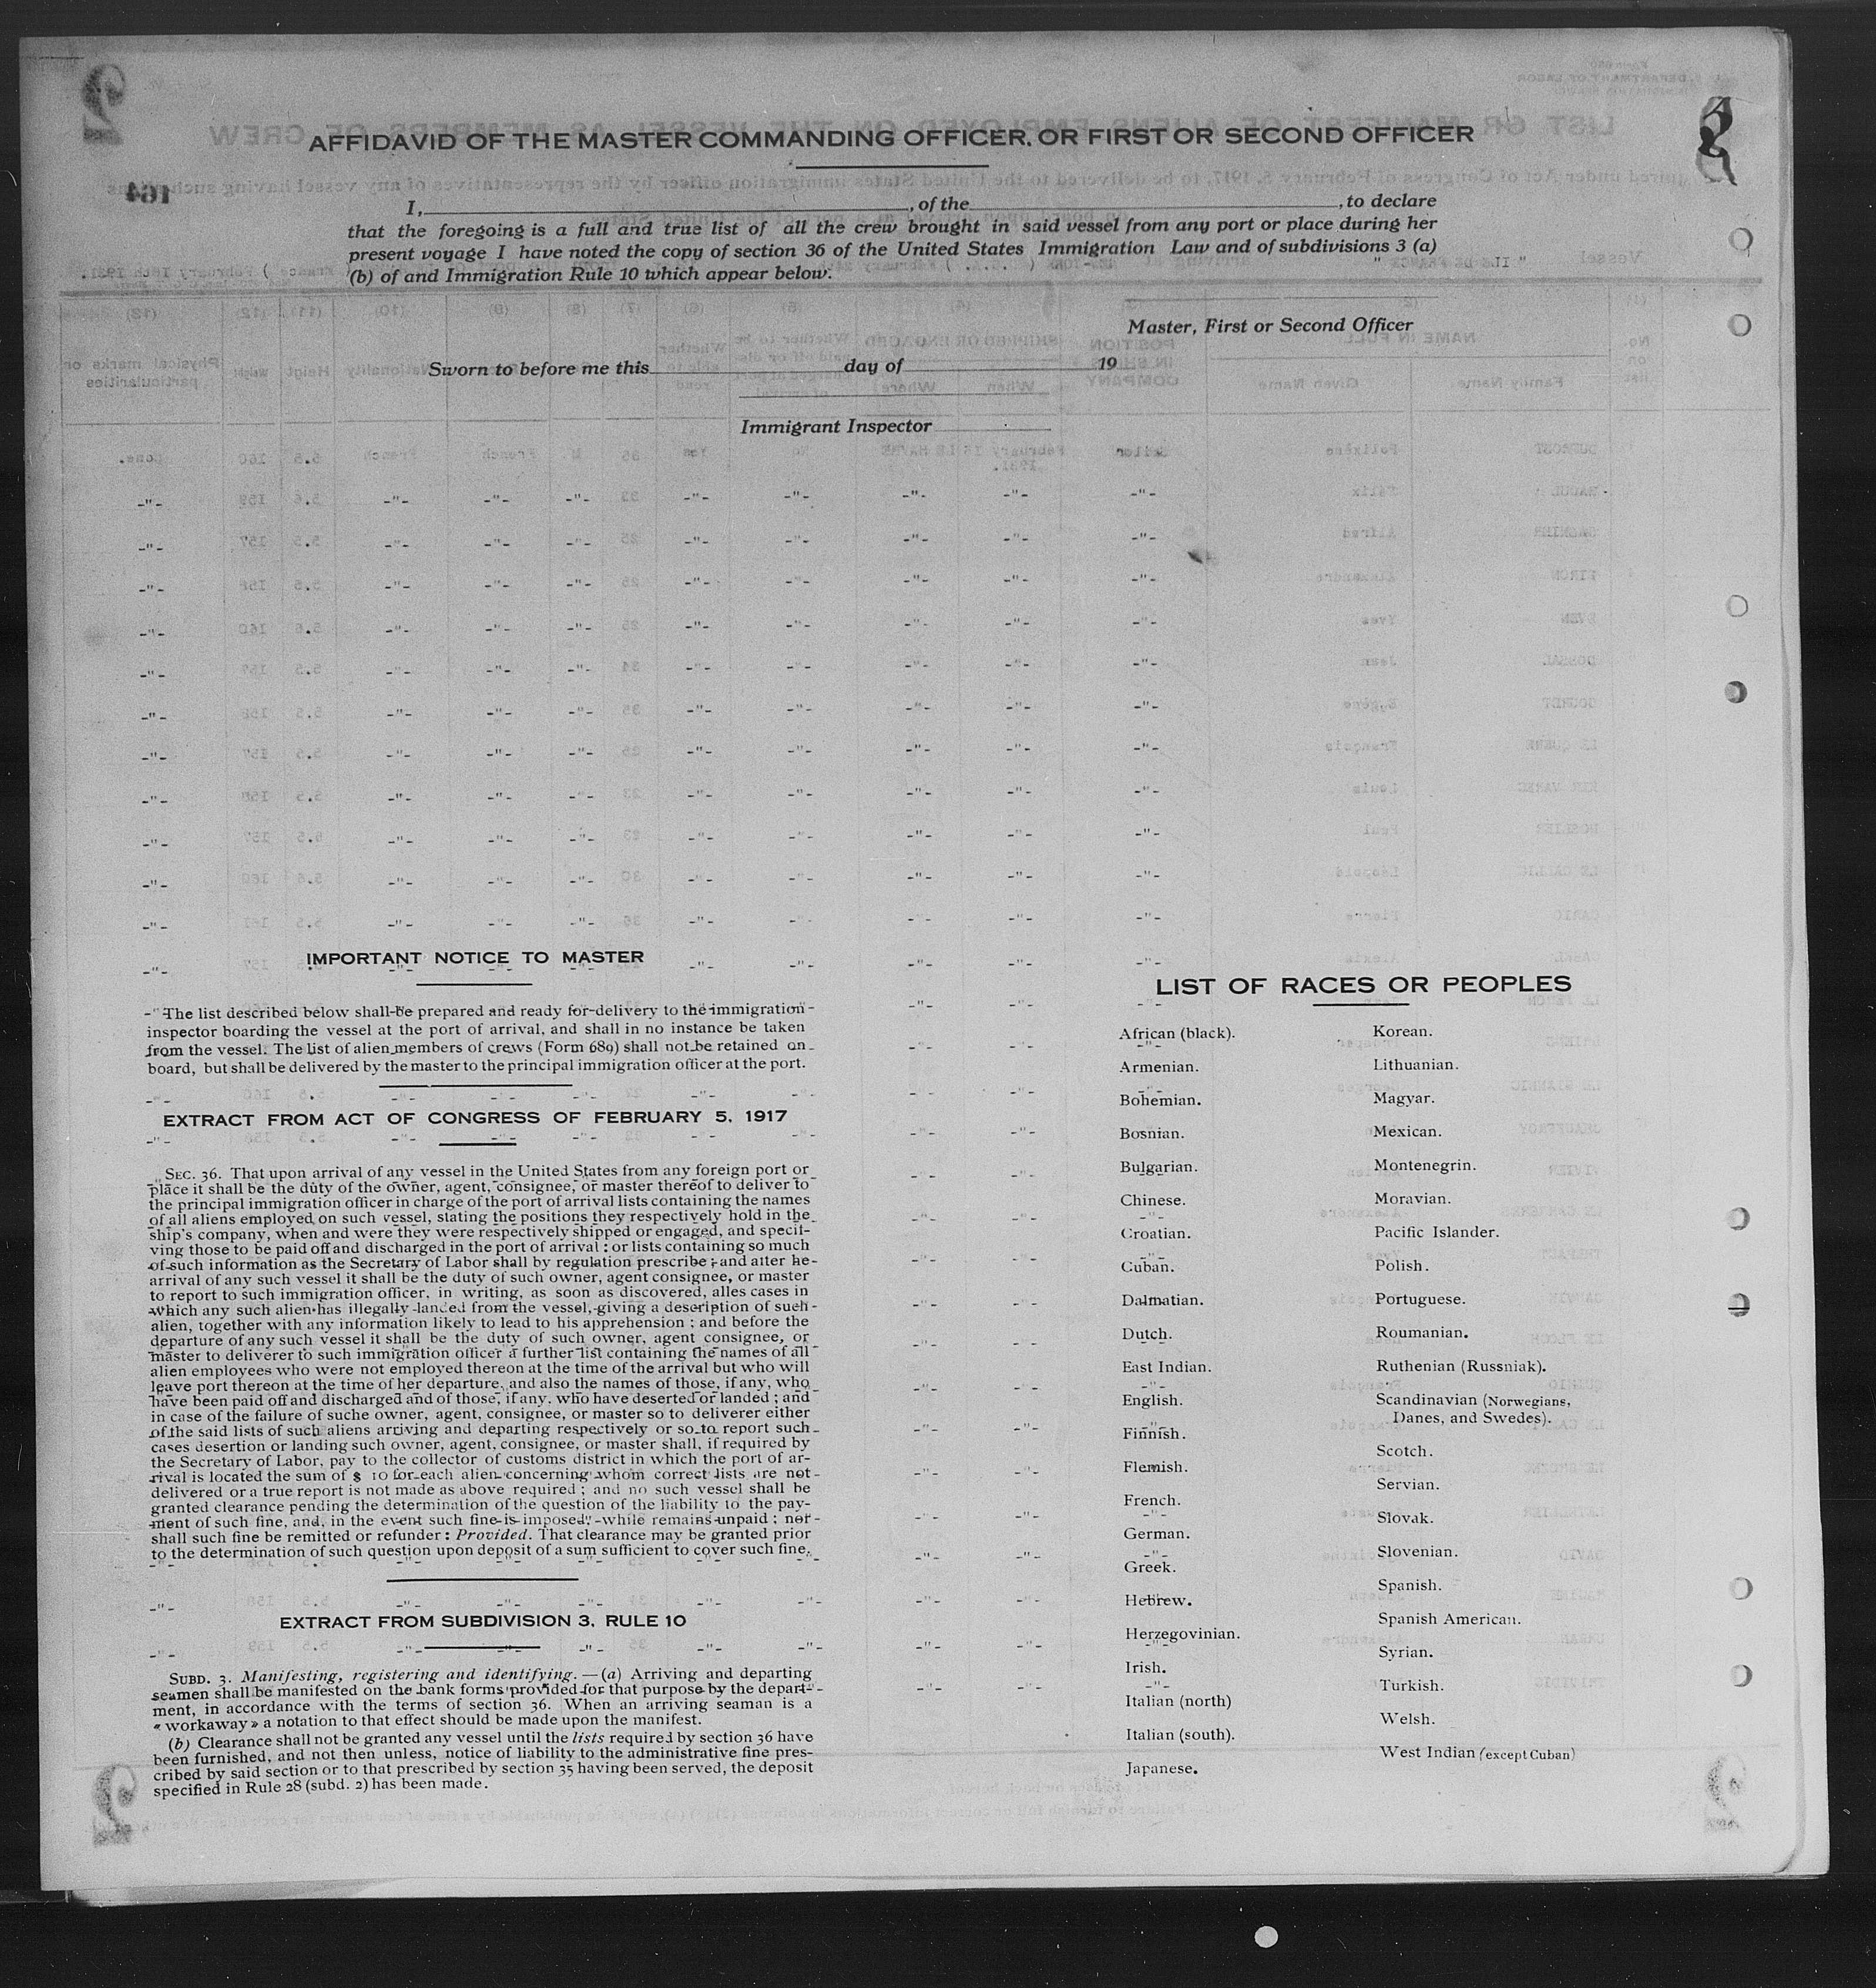 AFFIDAVID OF THE MASTER COMMANDING OFFICER. OR FIRST OR SECOND OFFICER
164
I, , of the , to declare
that the foregoing is a full and true list of all the crew brought in said vessel from any port or place during her
present voyage I have noted the copy of section 36 of the United States Immigration Law and of subdivisions 3 (a)
(b) of and Immigration Rule 10 which appear below.
Master, First or Second Officer
Sworn to before me this day of 19
Immigrant Inspector
IMPORTANT NOTICE TO MASTER
The list described below shall be prepared and ready for delivery to the immigration
inspector boarding the vessel at the port of arrival, and shall in no instance be taken
from the vessel. The list of alien members of crews (Form 689) shall not be retained on
board, but shall be delivered by the master to the principal immigration officer at the port.
EXTRACT FROM ACT OF CONGRESS OF FEBRUARY 5, 1917
SEC. 36. That upon arrival of any vessel in the United States from any foreign port or
place it shall be the duty of the owner, agent, consignee, or master thereof to deliver to
the principal immigration officer in charge of the port of arrival lists containing the names
of all aliens employed on such vessel, stating the positions they respectively hold in the
ship's company, when and were they were respectively shipped or engaged, and specit-
ving those to be paid off and discharged in the port of arrival : or lists containing so much
of such information as the Secretary of Labor shall by regulation prescribe ; and atter he
arrival of any such vessel it shall be the duty of such owner, agent consignee, or master
to report to such immigration officer, in writing, as soon as discovered, alles cases in
which any such alien has illegally landed from the vessel, giving a description of such
alien, together with any information likely to lead to his apprehension ; and before the
departure of any such vessel it shall be the duty of such owner, agent consignee, or
master to deliverer to such immigration officer a further list containing the names of all
alien employees who were not employed thereon at the time of the arrival but who will
leave port thereon at the time of her departure, and also the names of those, if any, who
have been paid off and discharged and of those, if any, who have deserted or landed ; and
in case of the failure of suche owner, agent, consignee, or master so to deliverer either
of the said lists of such aliens arriving and departing respectively or so to report such
cases desertion or landing such owner, agent, consignee, or master shall, if required by
the Secretary of Labor, pay to the collector of customs district in which the port of ar-
rival is located the sum of $ 10 for each alien concerning whom correct lists are not
delivered or a true report is not made as above required ; and no such vessel shall be
granted clearance pending the determination of the question of the liability to the pay-
ment of such fine, and, in the event such fine is imposed, while remains unpaid ; nor
shall such fine be remitted or refunder : Provided. That clearance may be granted prior
to the determination of such question upon deposit of a sum sufficient to cover such fine.
EXTRACT FROM SUBDIVISION 3, RULE 10
SUBD. 3. Manifesting, registering and identifying. — (a) Arriving and departing
seamen shall be manifested on the bank forms provided for that purpose by the depart-
ment, in accordance with the terms of section 36. When an arriving seaman is a
« workaway » a notation to that effect should be made upon the manifest.
(b) Clearance shall not be granted any vessel until the lists required by section 36 have
been furnished, and not then unless, notice of liability to the administrative fine pres-
cribed by said section or to that prescribed by section 35 having been served, the deposit
specified in Rule 28 (subd. 2) has been made.
LIST OF RACES OR PEOPLES
African (black).
Armenian.
Bohemian.
Bosnian.
Bulgarian.
Chinese.
Croatian.
Cuban.
Dalmatian.
Dutch.
East Indian.
English.
Finnish.
Flemish.
French.
German.
Greek.
Hebrew.
Herzegovinian.
Irish.
Italian (north)
Italian (south).
Japanese.
Korean.
Lithuanian.
Magyar.
Mexican.
Montenegrin.
Moravian.
Pacific Islander.
Polish.
Portuguese.
Roumanian.
Ruthenian (Russniak).
Scandinavian (Norwegians,
Danes, and Swedes).
Scotch.
Servian.
Slovak.
Slovenian.
Spanish.
Spanish American.
Syrian.
Turkish.
Welsh.
West Indian (except Cuban)